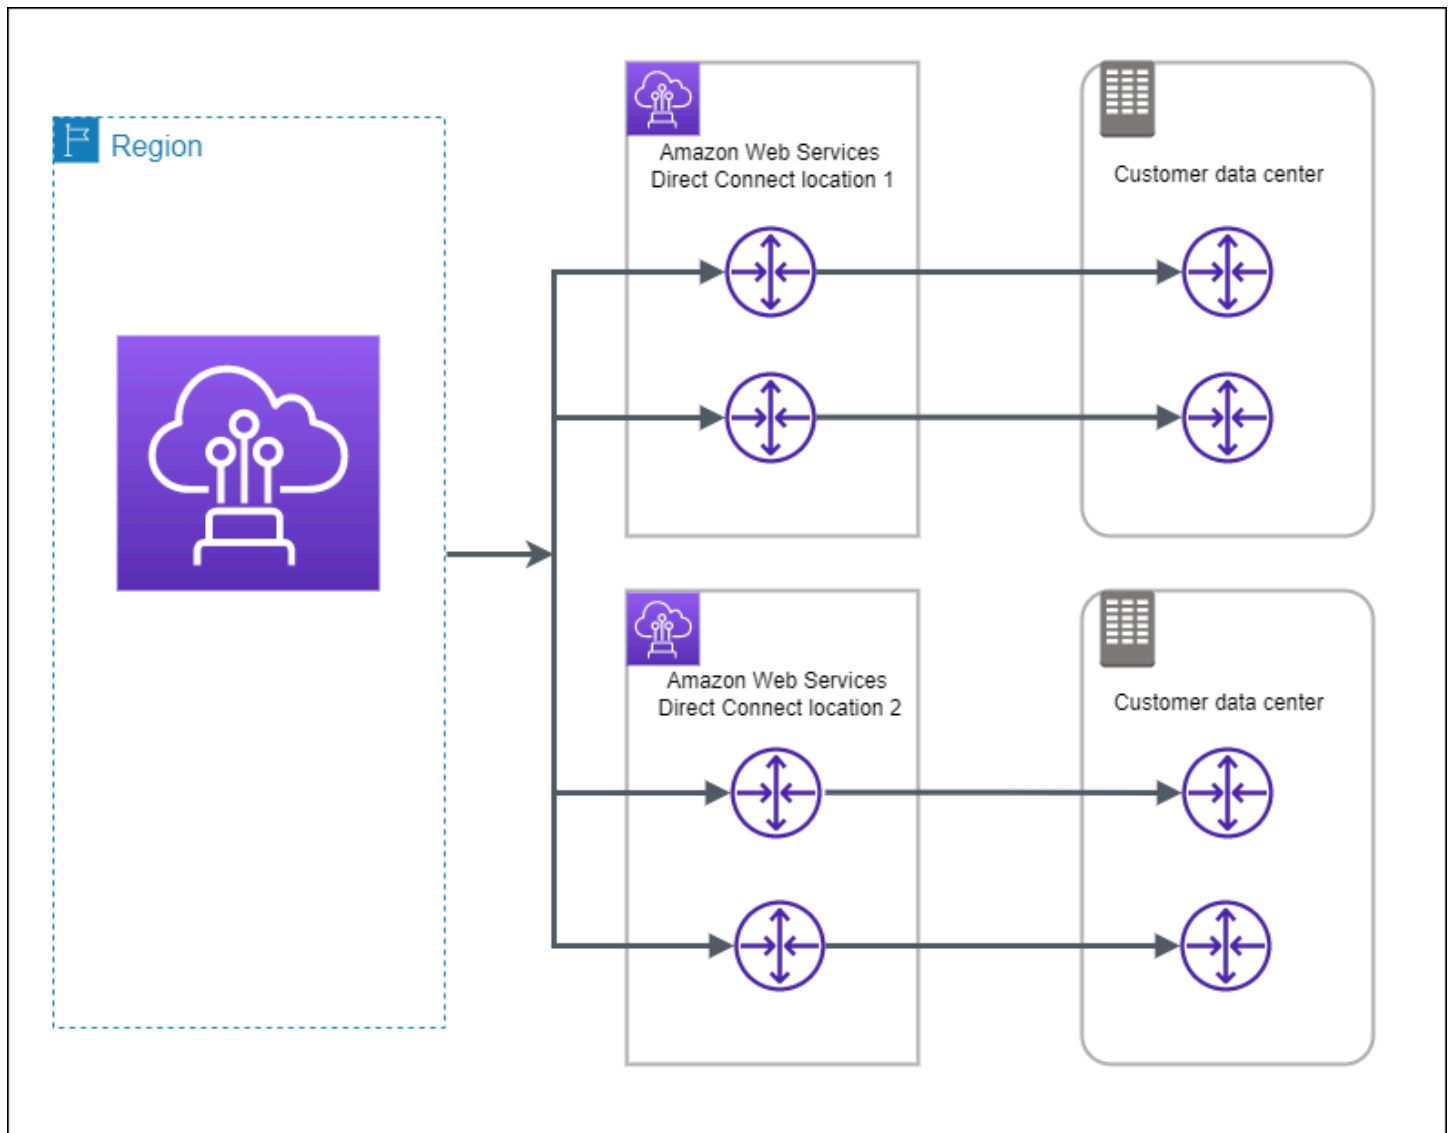 Region
Amazon Web Services
Direct Connect location 1
Customer data center
Amazon Web Services
Direct Connect location 2
Customer data center